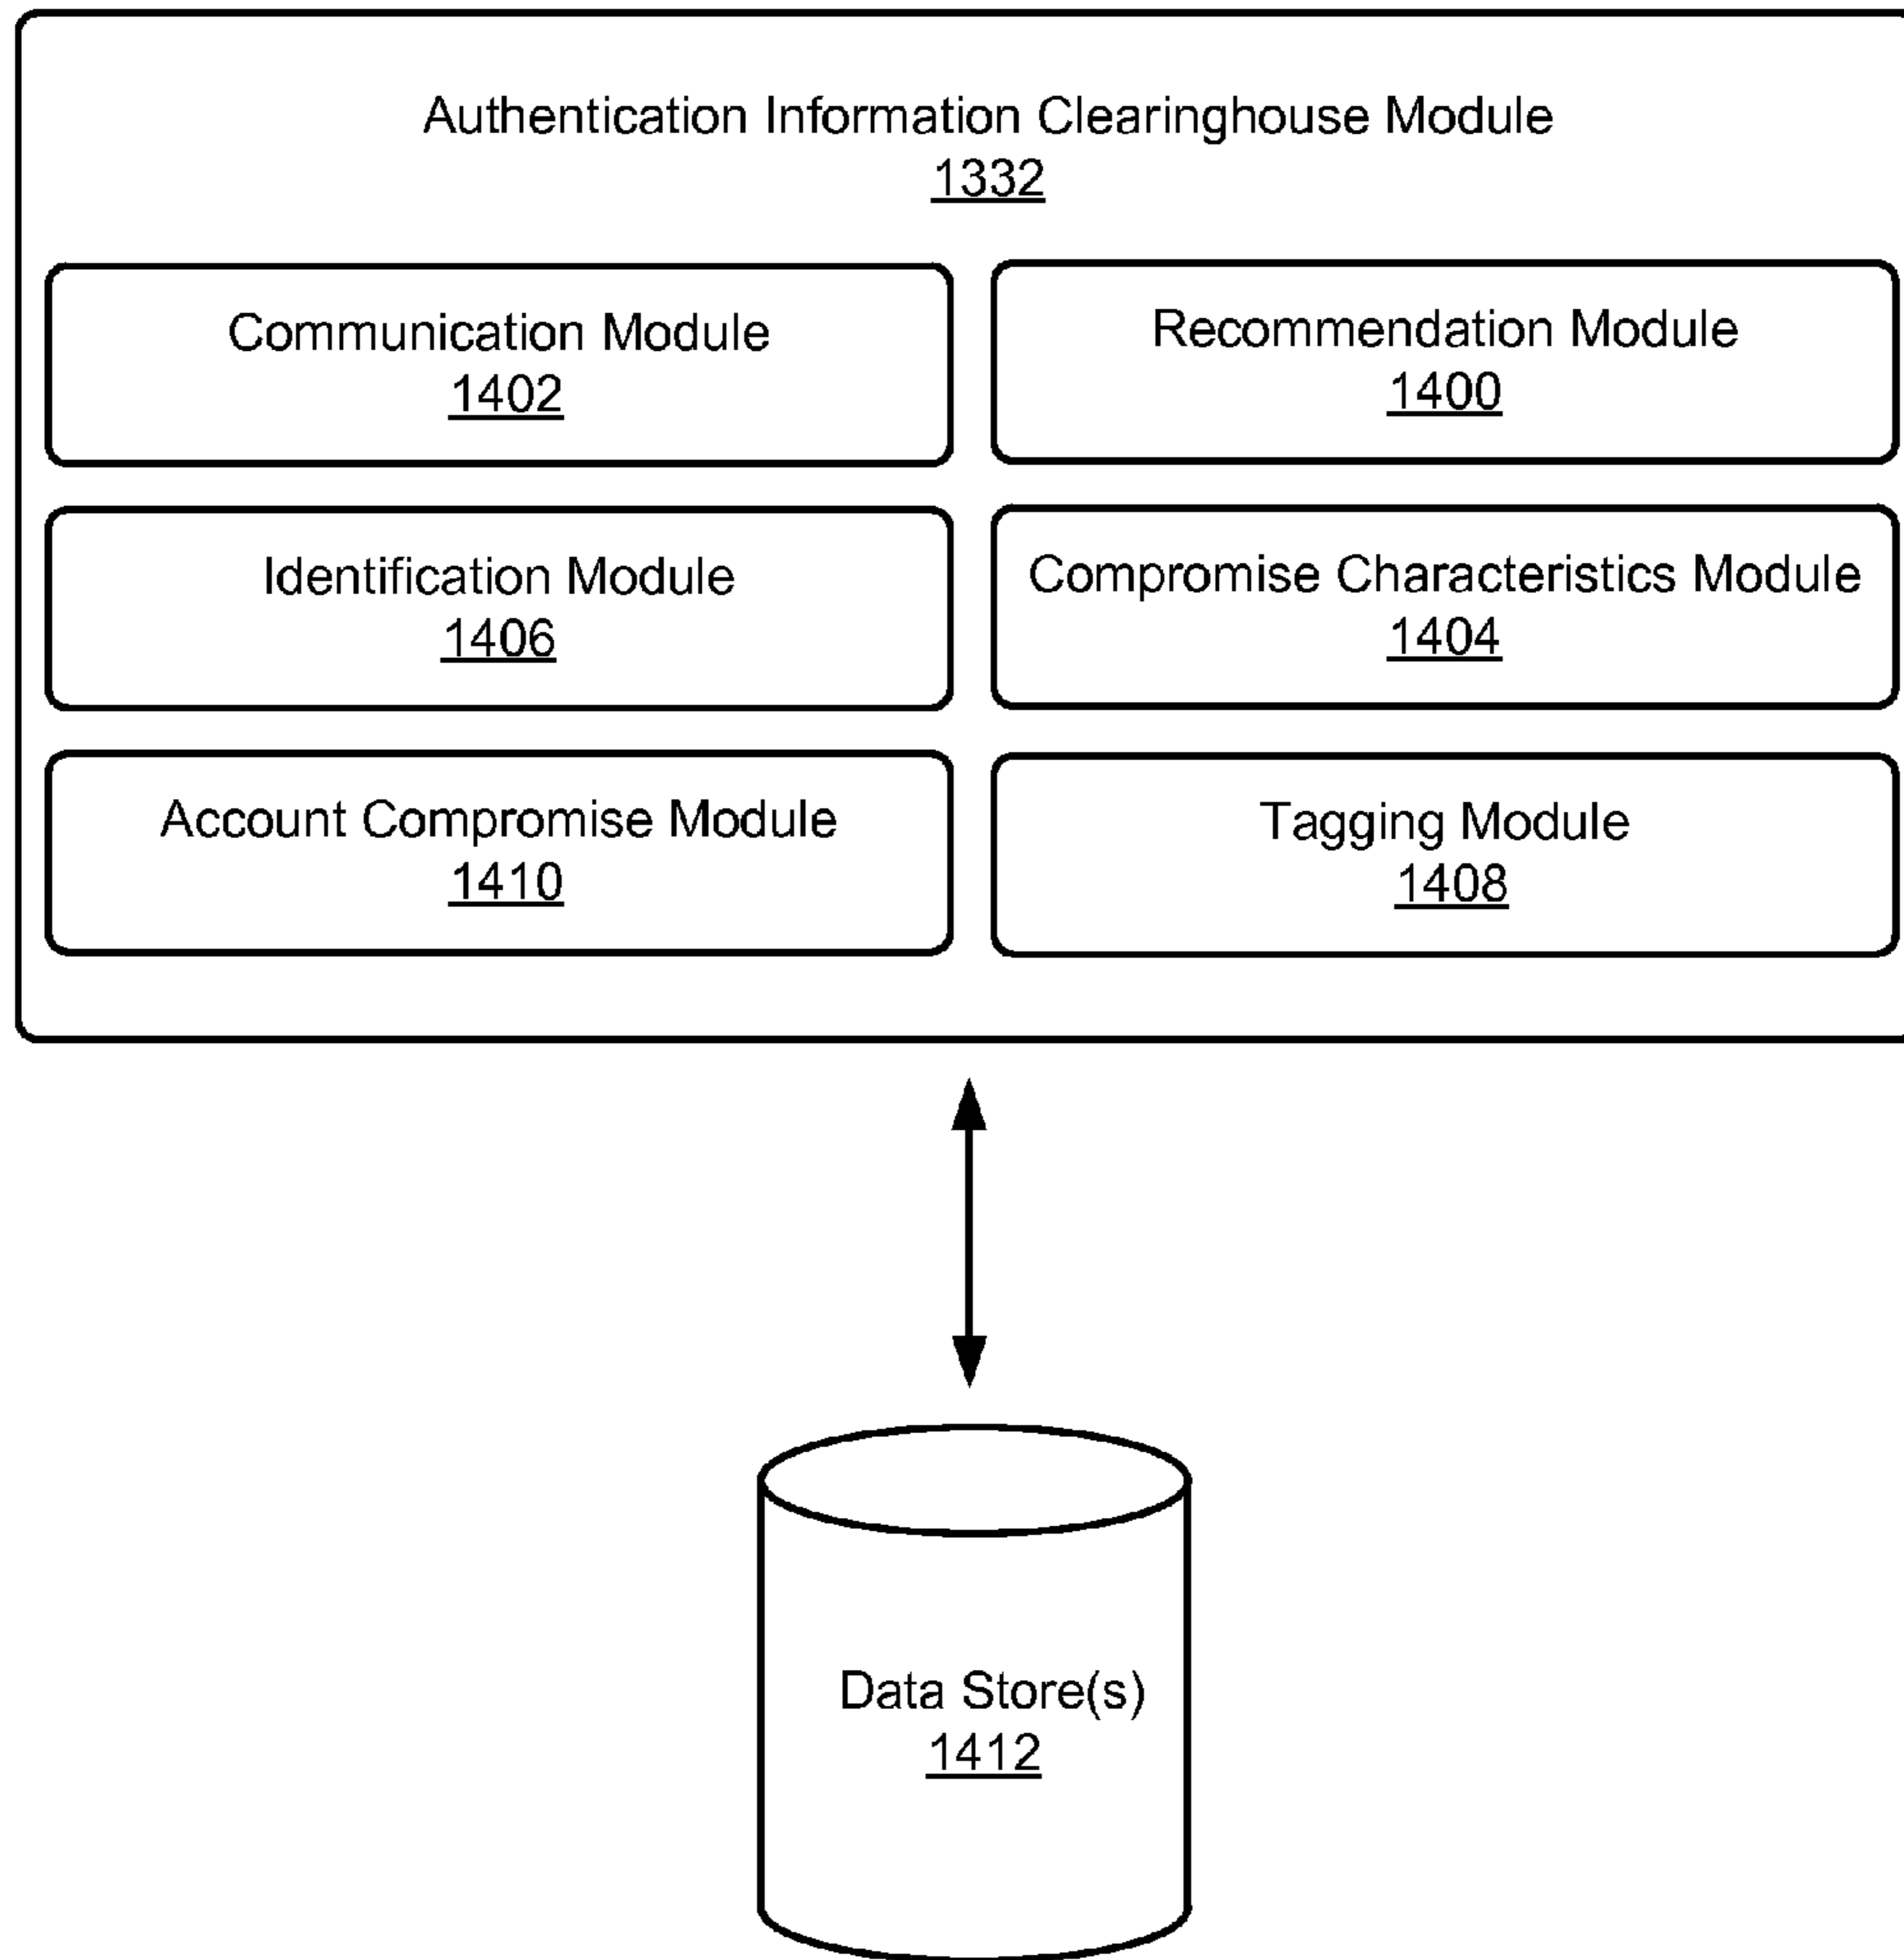 Authentication Information Clearinghouse Module
1332
Communication Module
1402
Recommendation Module
1400
Identification Module
1406
Compromise Characteristics Module
1404
Account Compromise Module
1410
Tagging Module
1408
Data Store(s)
1412